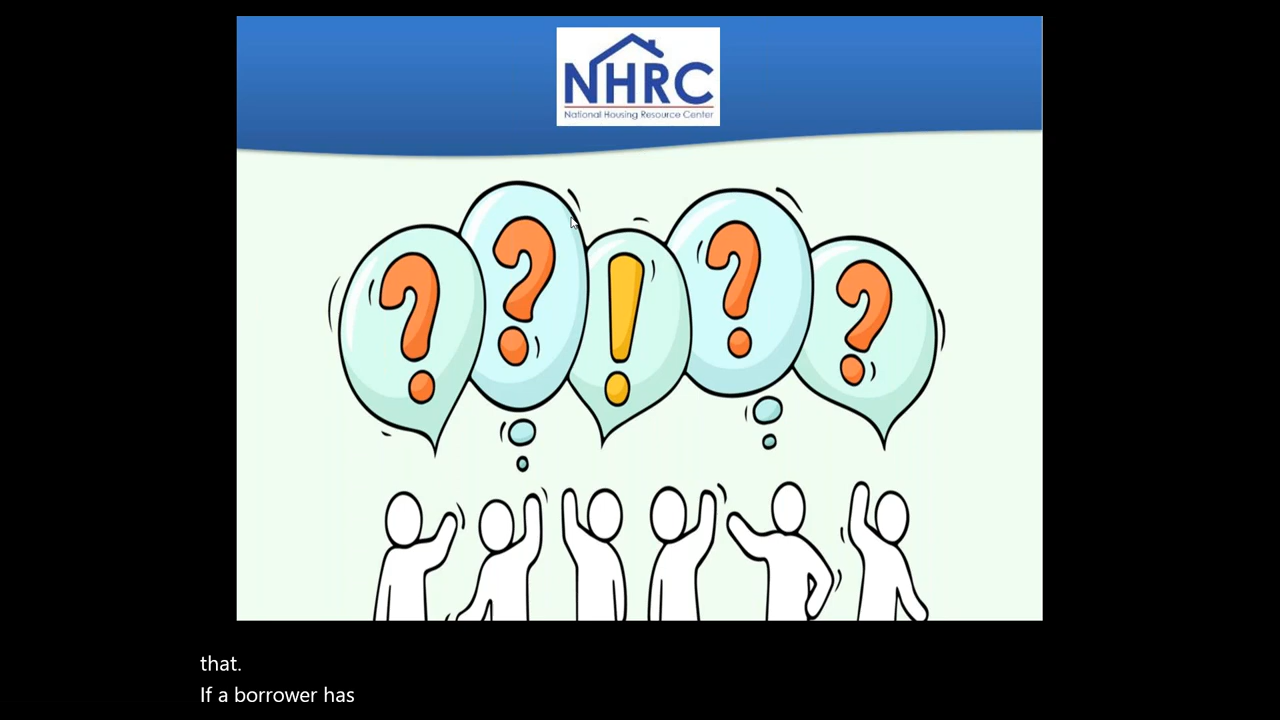 NHRC
National Housing Resource Center
? ? ! ? ?
that.
If a borrower has